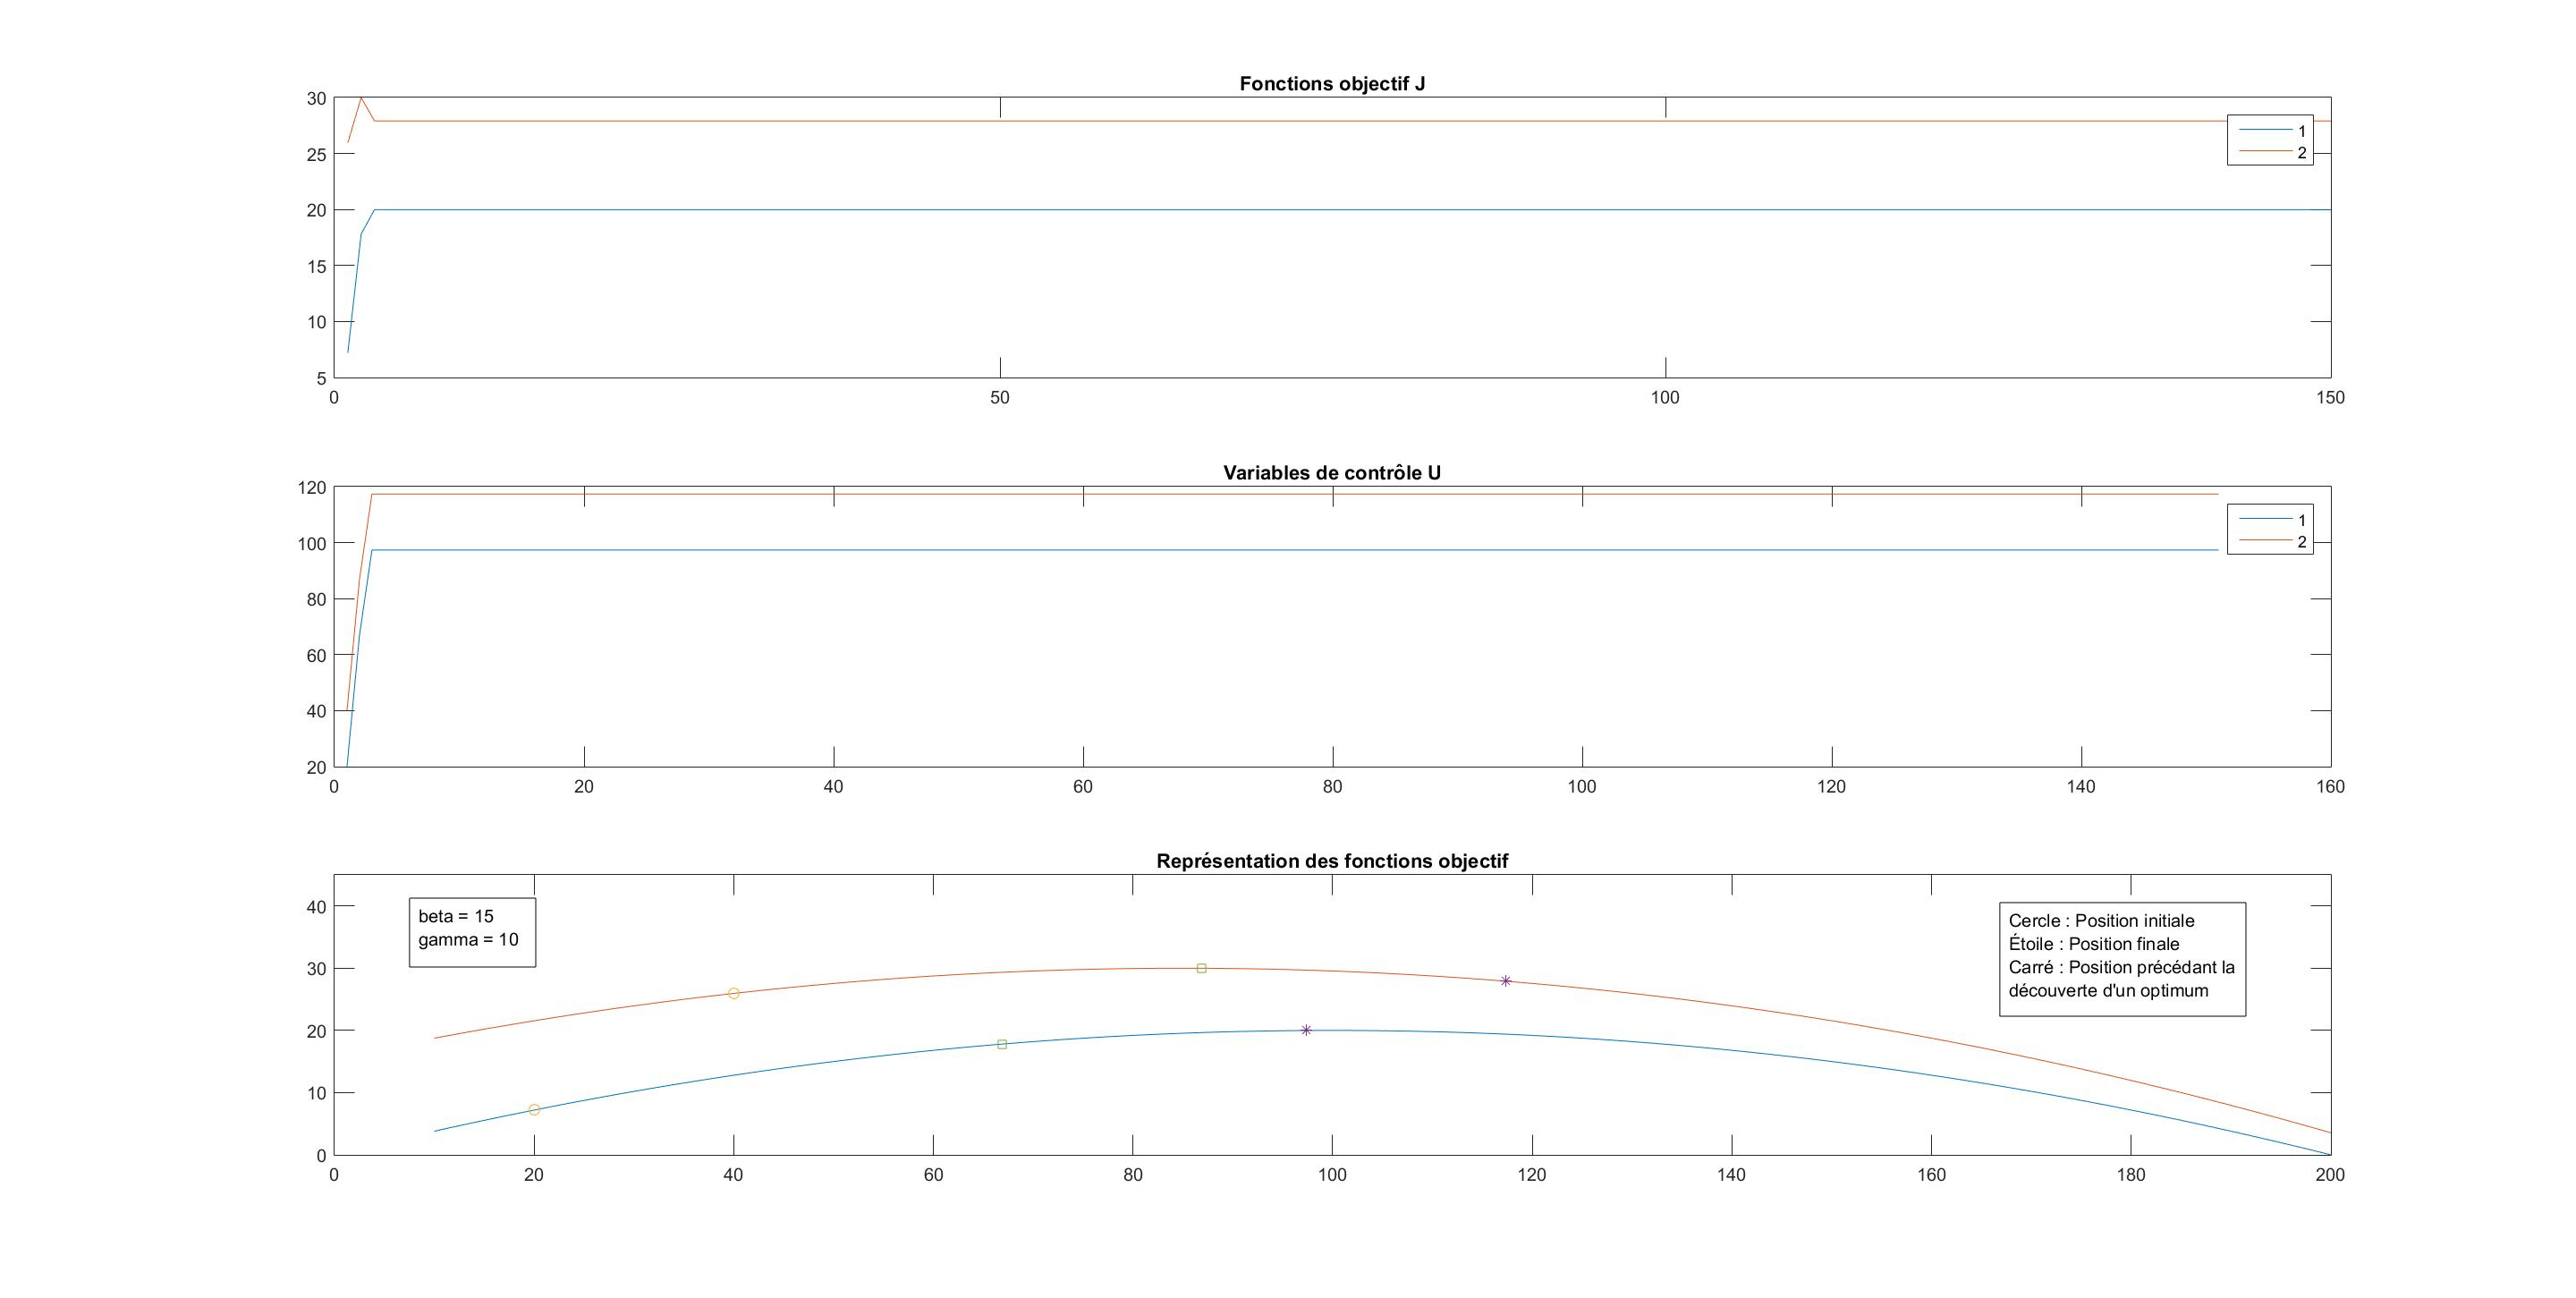 Fonctions objectif J
30
25
20
15
10
5
0 50 100 150
1
2
Variables de contrôle U
120
100
80
60
40
20
0 20 40 60 80 100 120 140 160
1
2
Représentation des fonctions objectif
40
30
20
10
0
0 20 40 60 80 100 120 140 160 180 200
beta = 15
gamma = 10
Cercle : Position initiale
Étoile : Position finale
Carré : Position précédant la
découverte d'un optimum